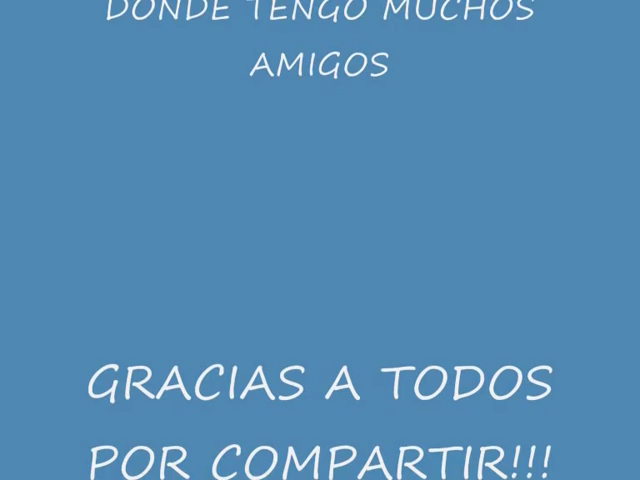 DONDE TENGO MUCHOS
AMIGOS
GRACIAS A TODOS
POR COMPARTIR!!!